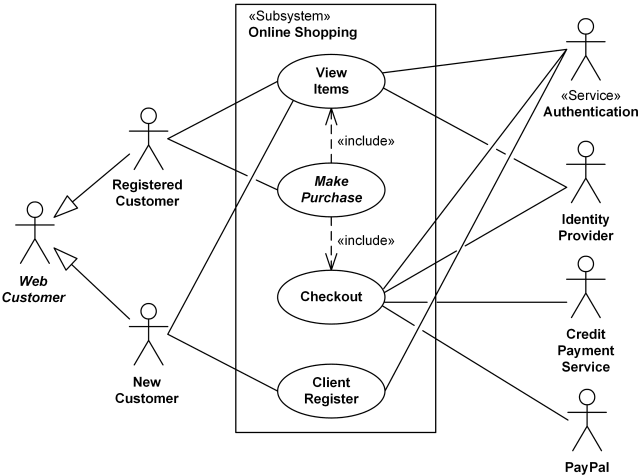 «Subsystem»
Online Shopping
View
Items
«include»
Make
Purchase
«include»
Checkout
Client
Register
Registered
Customer
Web
Customer
New
Customer
«Service»
Authentication
Identity
Provider
Credit
Payment
Service
PayPal